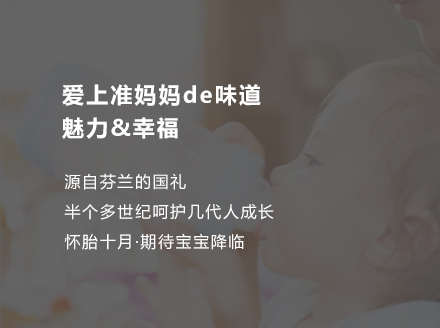 爱上准妈妈de味道
魅力&幸福
源自芬兰的国礼
半个多世纪呵护几代人成长
怀胎十月·期待宝宝降临